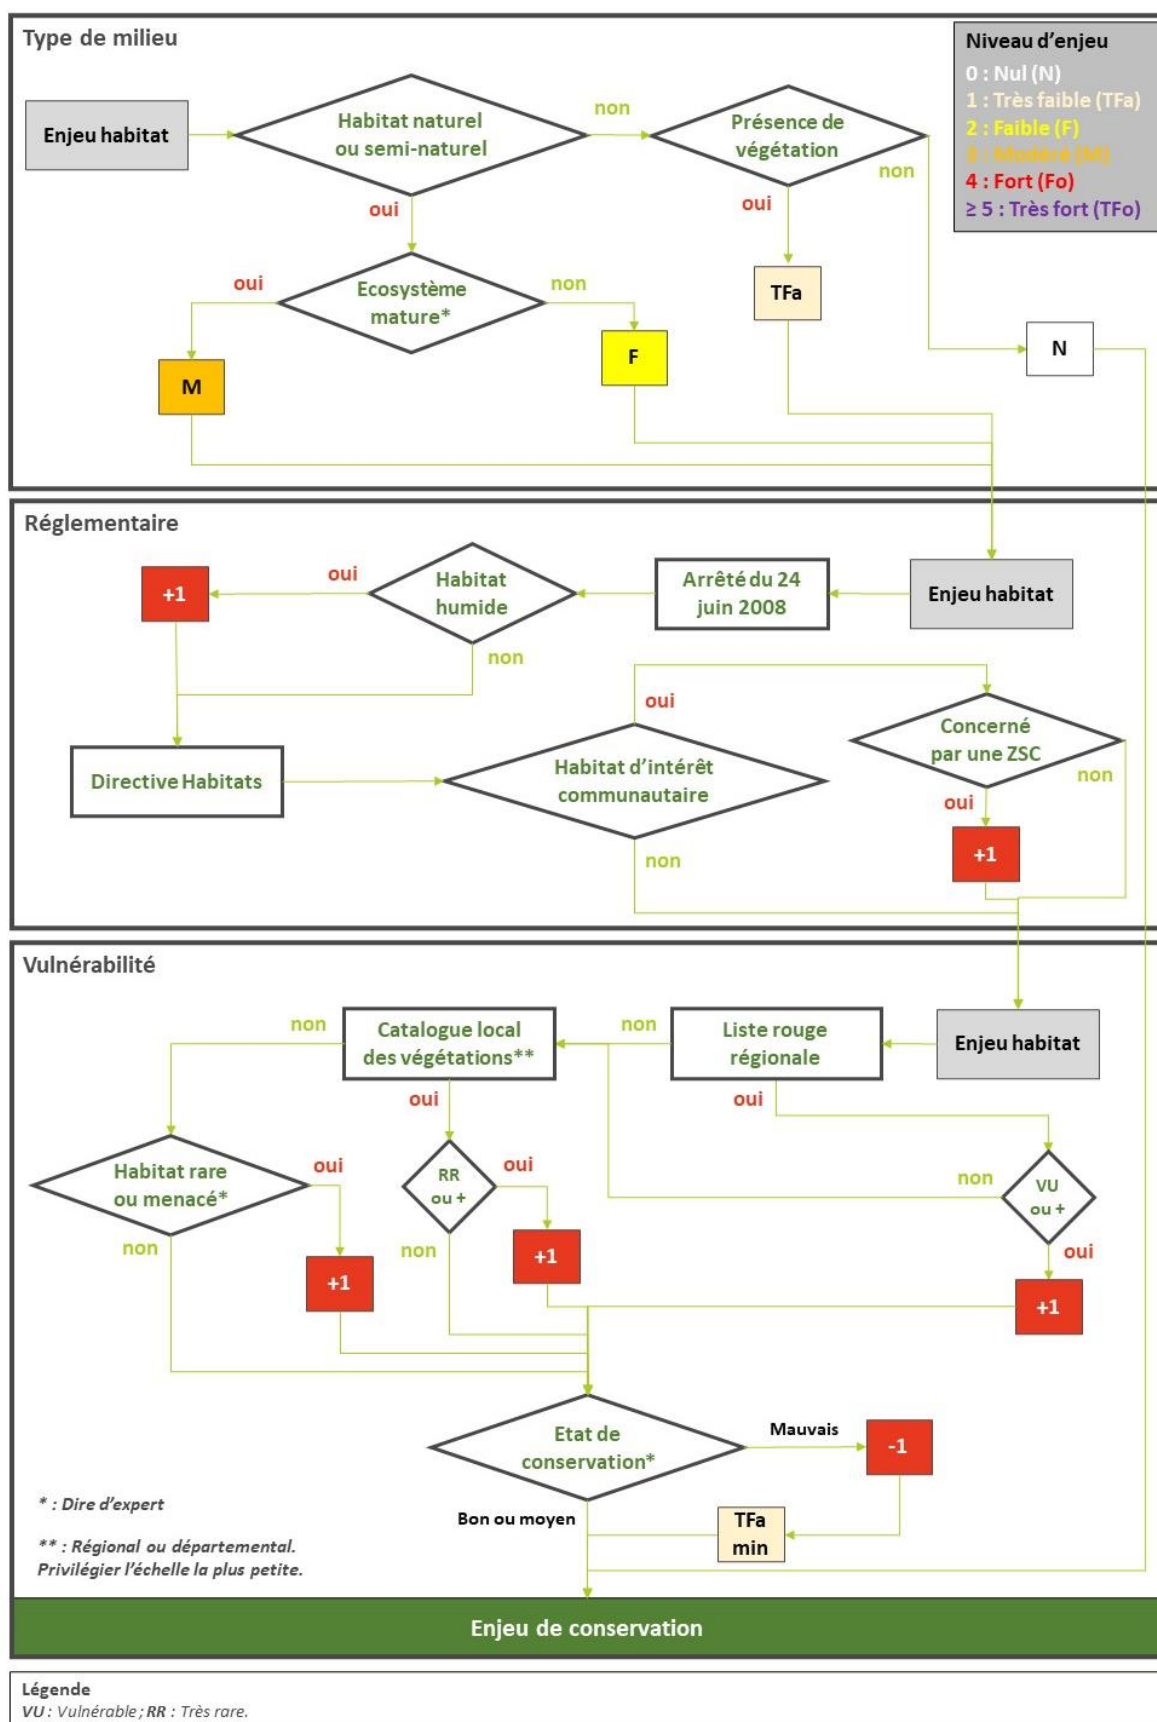 Type de milieu
Niveau d'enjeu
0 : Nul (N)
1 : Très faible (TFa)
2 : Faible (F)
3 : Modéré (M)
4 : Fort (Fo)
≥ 5 : Très fort (TFo)
Enjeu habitat
Habitat naturel
ou semi-naturel
non
Présence de
végétation
non
oui
oui
oui
Ecosystème
mature*
non
TFa
M
F
N
Réglementaire
+1
oui
Habitat
humide
non
Arrêté du 24
juin 2008
Enjeu habitat
oui
Concerné
par une ZSC
non
Directive Habitats
Habitat d'intérêt
communautaire
oui
non
+1
Vulnérabilité
non
Catalogue local
des végétations**
non
Liste rouge
régionale
Enjeu habitat
oui
oui
Habitat rare
ou menacé*
oui
RR
ou +
oui
non
VU
ou +
non
non
oui
+1
+1
+1
Etat de
conservation*
Mauvais
-1
* : Dire d'expert
Bon ou moyen
TFa
min
** : Régional ou départemental.
Privilégier l'échelle la plus petite.
Enjeu de conservation
Légende
VU : Vulnérable ; RR : Très rare.